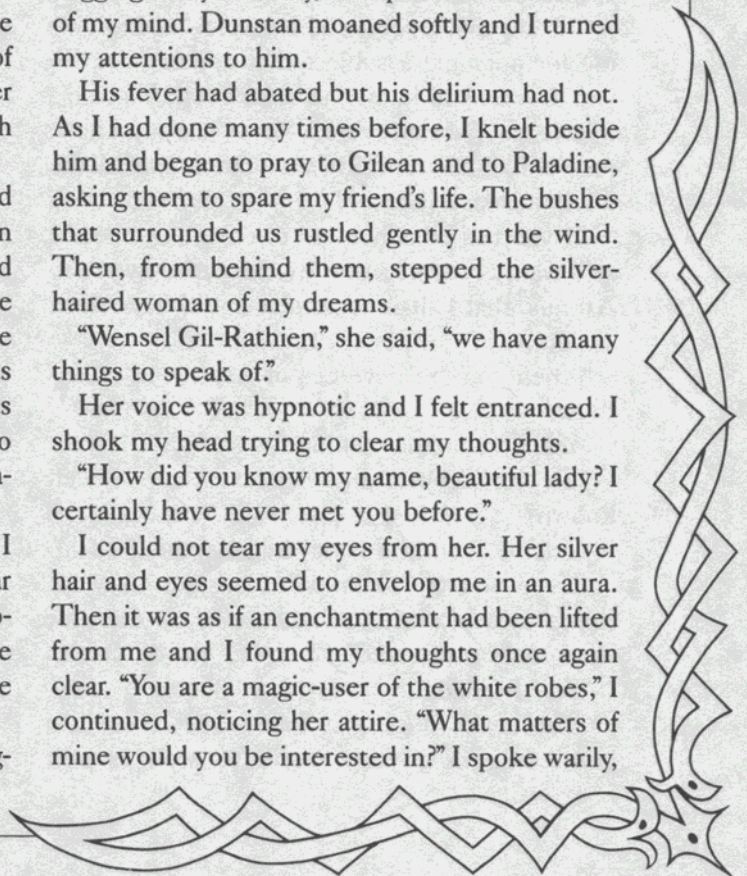 of my mind. Dunstan moaned softly and I turned
my attentions to him.
His fever had abated but his delirium had not.
As I had done many times before, I knelt beside
him and began to pray to Gilean and to Paladine,
asking them to spare my friend's life. The bushes
that surrounded us rustled gently in the wind.
Then, from behind them, stepped the silver-
haired woman of my dreams.
"Wensel Gil-Rathien," she said, "we have many
things to speak of."
Her voice was hypnotic and I felt entranced. I
shook my head trying to clear my thoughts.
"How did you know my name, beautiful lady? I
certainly have never met you before."
I could not tear my eyes from her. Her silver
hair and eyes seemed to envelop me in an aura.
Then it was as if an enchantment had been lifted
from me and I found my thoughts once again
clear. "You are a magic-user of the white robes," I
continued, noticing her attire. "What matters of
mine would you be interested in?" I spoke warily,